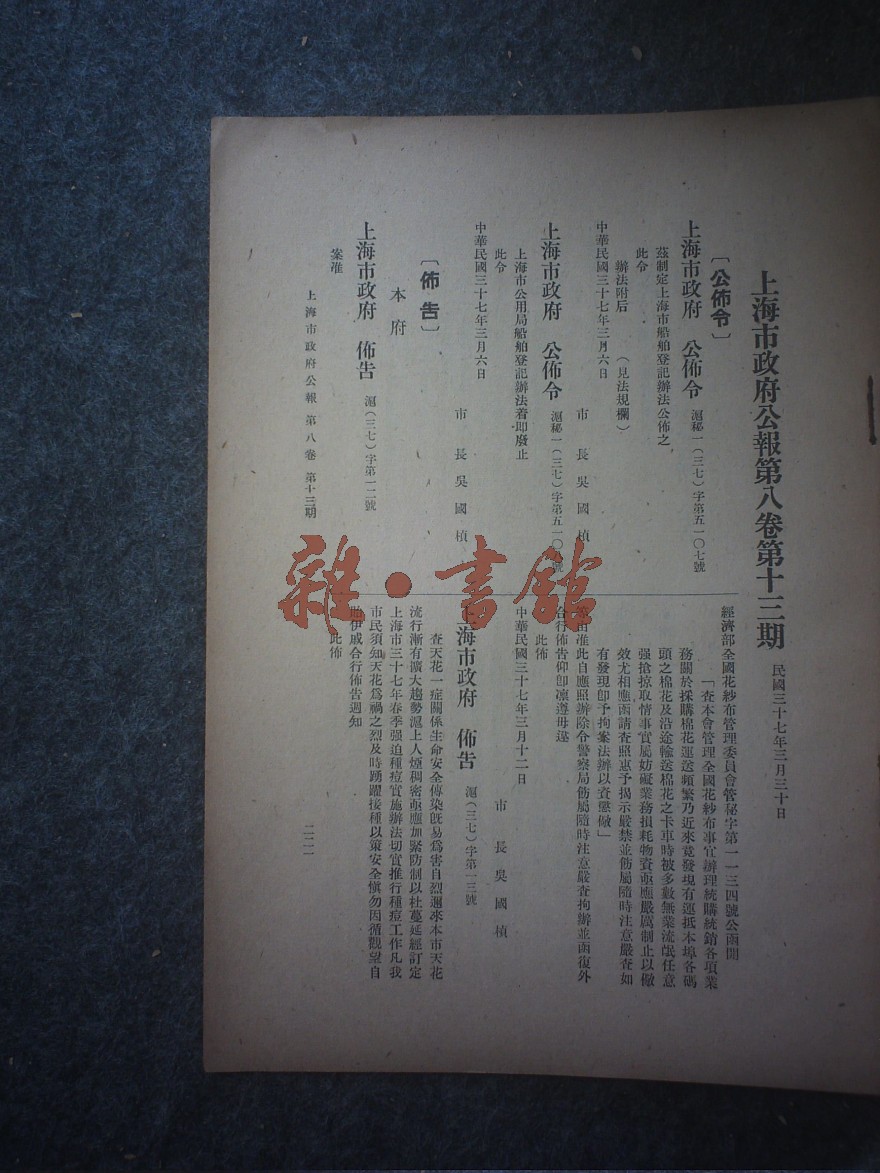 上海市政府公報第八卷第十三期
民國三十七年三月三十日
〔公佈令〕
上海市政府 公佈令 滬秘一(三七)字第五一〇七號
茲制定上海市船舶登記辦法公佈之
此令
辦法附后 (見法規欄)
市長吳國楨
中華民國三十七年三月六日
上海市政府 公佈令 滬秘一(三七)字第五一〇號
上海市公用局船舶登記辦法着即廢止
此令
市長吳國楨
中華民國三十七年三月六日
〔佈告〕
本府
上海市政府 佈告 滬(三七)字第一二號
案准
經濟部全國花紗布管理委員會管秘字第一一三四號公函開
「查本會管理全國花紗布事宜辦理統購統銷各項業
務關於採購棉花運送頻繁乃近來竟發現有運抵本埠各碼
頭之棉花及沿途輸送棉花之卡車時被多數無業流氓任意
强搶掠取情事實屬妨礙業務損耗物資亟應嚴厲制止以儆
效尤相應函請查照惠予揭示嚴禁並飭屬隨時注意嚴查如
有發現卽予拘案法辦以資懲儆」
等由准此自應照辦除令警察局飭屬隨時注意嚴查拘辦並函復外
合行佈告仰卽凛遵毋違
此佈
市長吳國楨
中華民國三十七年三月十二日
上海市政府 佈告 滬(三七)字第一三號
查天花一症關係生命安全傳染旣易爲害自烈邇來本市天花
流行漸有擴大趨勢滬上人煙稠密亟應加緊防制以杜蔓延經訂定
上海市三十七年春季强迫種痘實施辦法切實推行種痘工作凡我
市民須知天花爲禍之烈及時踴躍接種以策安全愼勿因循觀望自
貽伊戚合行佈告週知
此佈
上海市政府公報 第八卷 第十三期
二二一
雜·書館